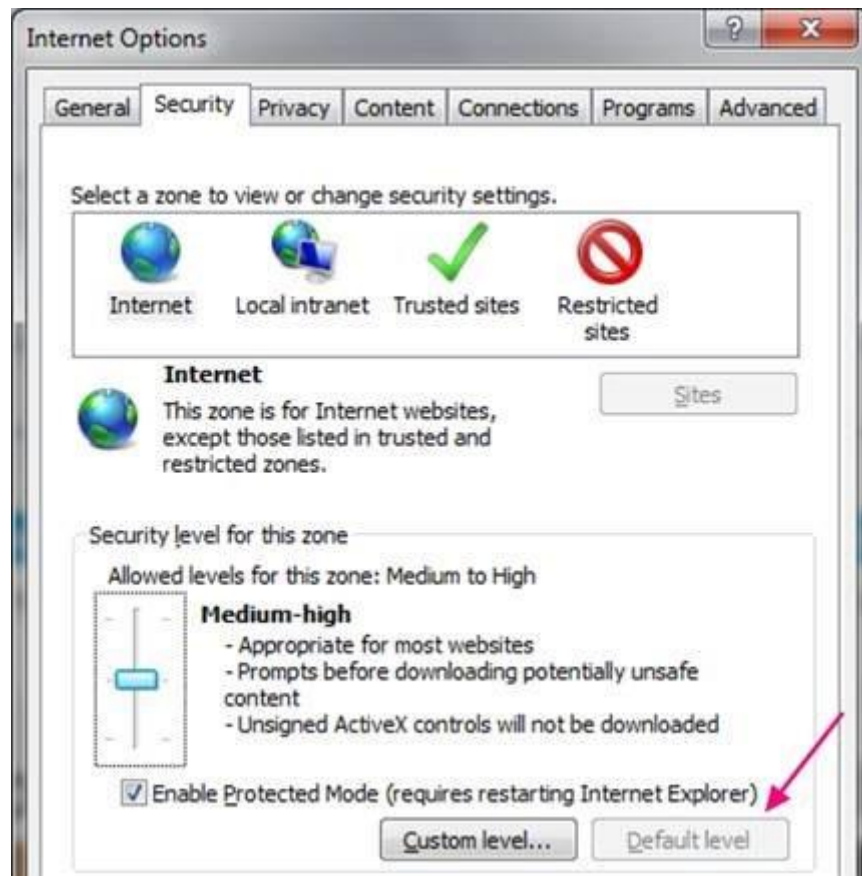 Internet Options
General Security Privacy Content Connections Programs Advanced
Select a zone to view or change security settings.
Internet Local intranet Trusted sites Restricted
sites
Internet
Sites
This zone is for Internet websites,
except those listed in trusted and
restricted zones.
Security level for this zone
Allowed levels for this zone: Medium to High
Medium-high
- Appropriate for most websites
- Prompts before downloading potentially unsafe
content
- Unsigned ActiveX controls will not be downloaded
Enable Protected Mode (requires restarting Internet Explorer)
Custom level... Default level